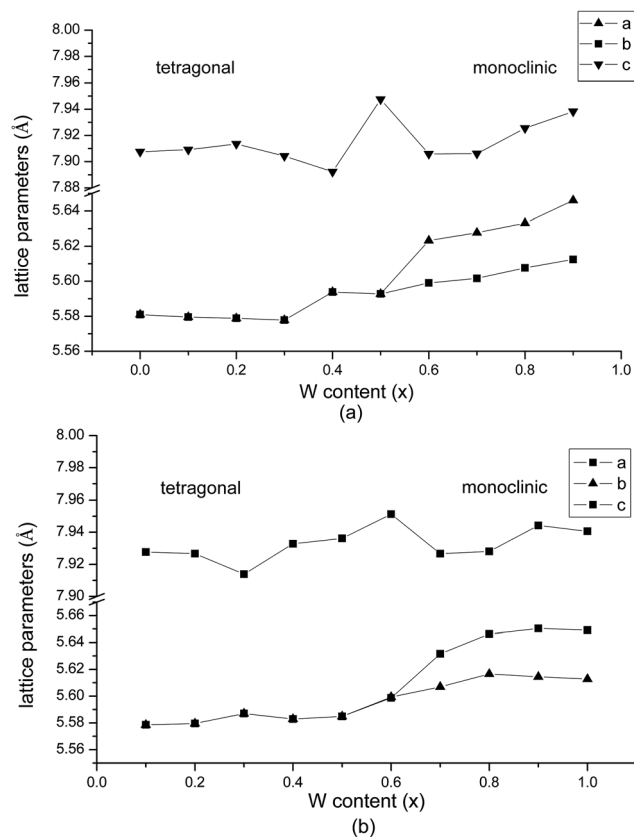 8.00
7.98
7.96
7.94
7.92
7.90
7.88
5.64
5.62
5.60
5.58
5.56
lattice parameters (Å)
tetragonal
monoclinic
a
b
c
0.0 0.2 0.4 0.6 0.8 1.0
W content (x)
(a)
8.00
7.98
7.96
7.94
7.92
7.90
5.66
5.64
5.62
5.60
5.58
5.56
lattice parameters (Å)
tetragonal
monoclinic
a
b
c
0.0 0.2 0.4 0.6 0.8 1.0
W content (x)
(b)